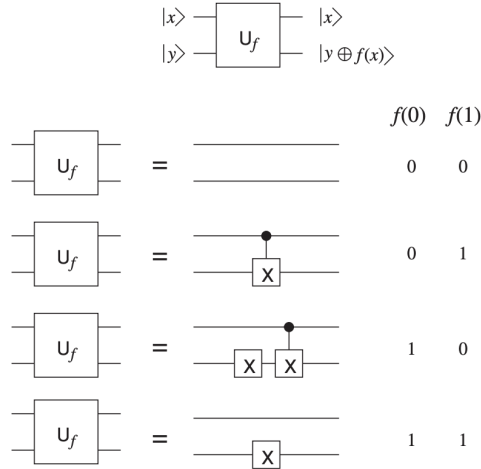 |x⟩ U_f |x⟩
|y⟩ |y ⊕ f(x)⟩
f(0) f(1)
U_f = 0 0
U_f = X 0 1
U_f = X X 1 0
U_f = X 1 1